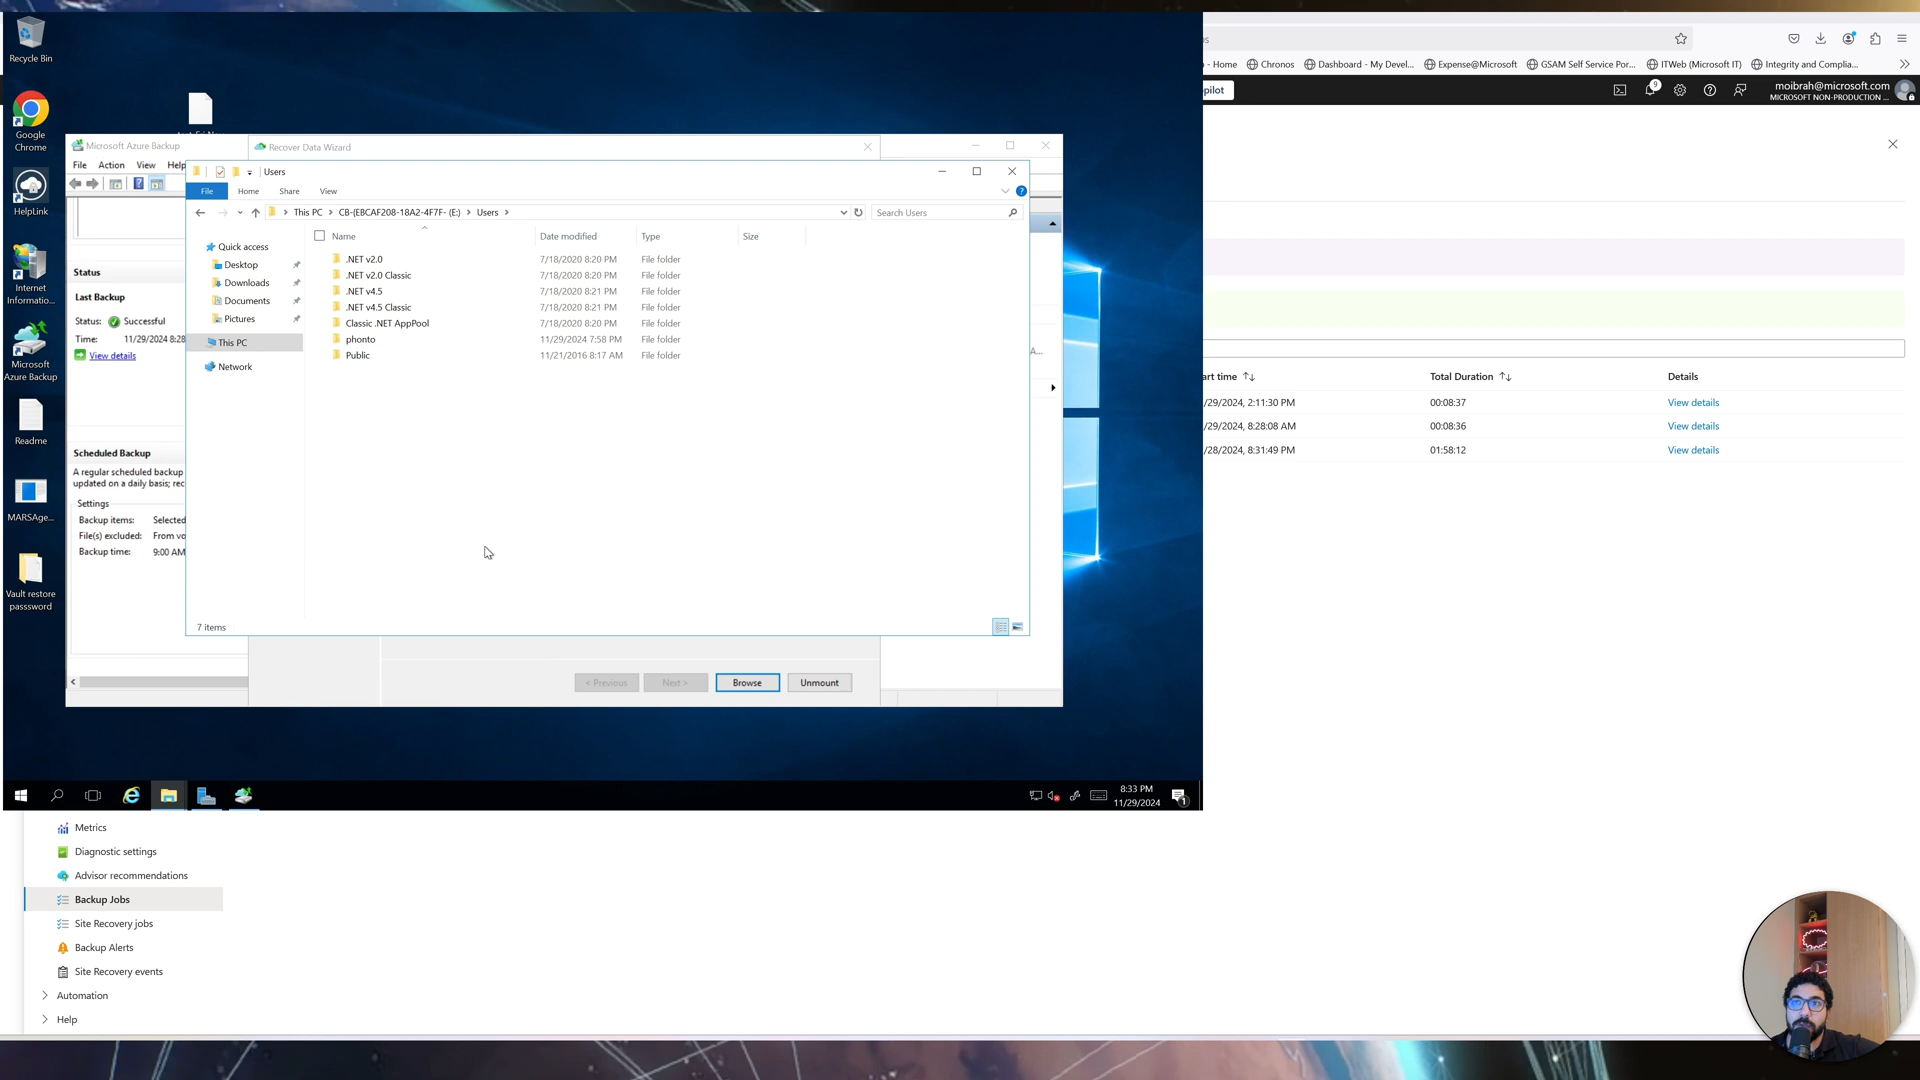 Recycle Bin
Google
Chrome
HelpLink
Internet
Informatio...
Microsoft
Azure Backup
Readme
MARSAge...
Vault restore
passsword
Microsoft Azure Backup
File Action View Help
Status
Last Backup
Status: Successful
Time: 11/29/2024 8:28
View details
Scheduled Backup
A regular scheduled backup
updated on a daily basis; rec
Settings
Backup items: Selected
File(s) excluded: From vo
Backup time: 9:00 AM
Recover Data Wizard
Users
File Home Share View
This PC > CB-{EBCAF208-18A2-4F7F- (E:) > Users >
Search Users
Quick access
Desktop
Downloads
Documents
Pictures
This PC
Network
Name Date modified Type Size
.NET v2.0 7/18/2020 8:20 PM File folder
.NET v2.0 Classic 7/18/2020 8:20 PM File folder
.NET v4.5 7/18/2020 8:21 PM File folder
.NET v4.5 Classic 7/18/2020 8:21 PM File folder
Classic .NET AppPool 7/18/2020 8:20 PM File folder
phonto 11/29/2024 7:58 PM File folder
Public 11/21/2016 8:17 AM File folder
7 items
< Previous Next > Browse Unmount
A...
8:33 PM
11/29/2024
1
- Home Chronos Dashboard - My Devel... Expense@Microsoft GSAM Self Service Por... ITWeb (Microsoft IT) Integrity and Complia...
pilot
9
moibrah@microsoft.com
MICROSOFT NON-PRODUCTION ...
art time Total Duration Details
/29/2024, 2:11:30 PM 00:08:37 View details
/29/2024, 8:28:08 AM 00:08:36 View details
/28/2024, 8:31:49 PM 01:58:12 View details
Metrics
Diagnostic settings
Advisor recommendations
Backup Jobs
Site Recovery jobs
Backup Alerts
Site Recovery events
Automation
Help